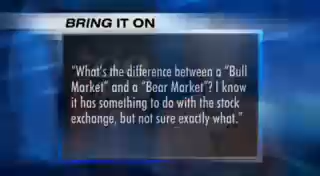 BRING IT ON
"What's the difference between a "Bull
Market" and a "Bear Market"? I know
it has something to do with the stock
exchange, but not sure exactly what."